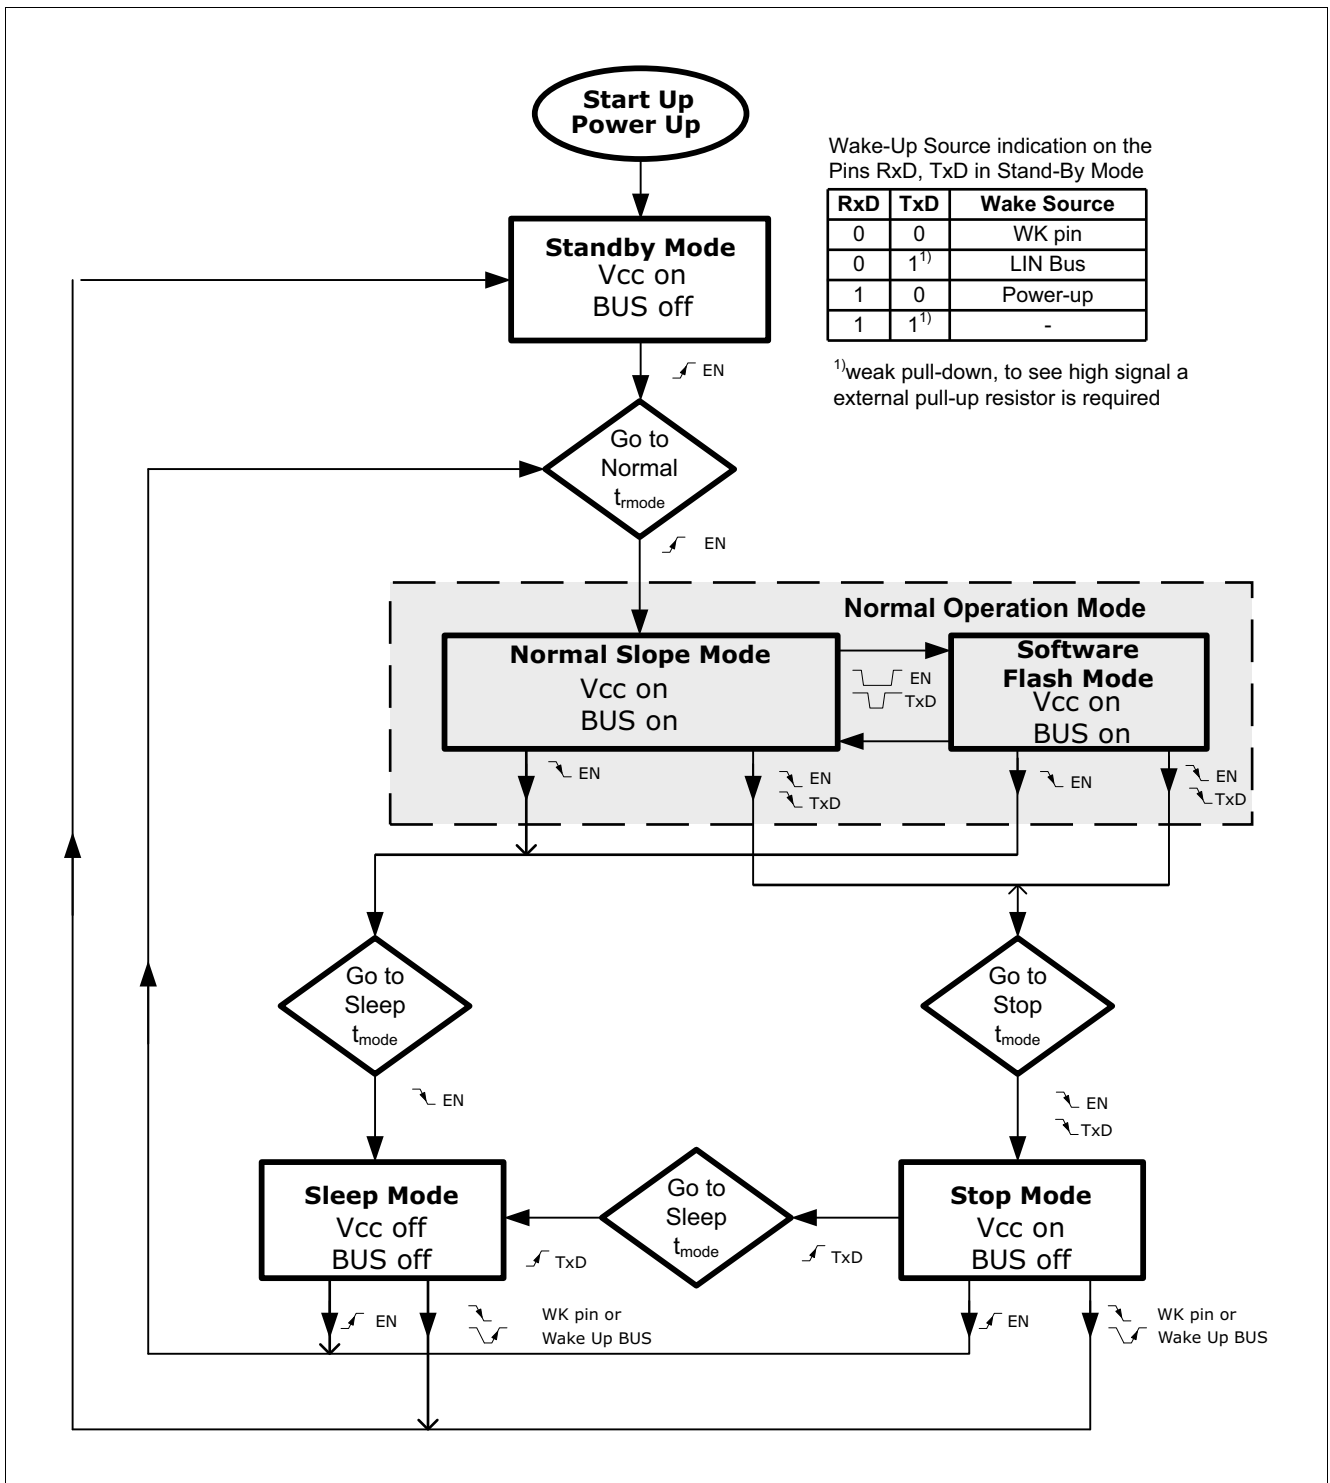 Start Up
Power Up
Wake-Up Source indication on the
Pins RxD, TxD in Stand-By Mode
RxD TxD Wake Source
0 0 WK pin
0 1¹⁾ LIN Bus
1 0 Power-up
1 1¹⁾ -
¹⁾weak pull-down, to see high signal a
external pull-up resistor is required
Standby Mode
Vcc on
BUS off
EN
Go to
Normal
trmode
EN
Normal Operation Mode
Normal Slope Mode
Vcc on
BUS on
EN
TxD
Software
Flash Mode
Vcc on
BUS on
EN
EN
TxD
EN
EN
TxD
Go to
Sleep
tmode
Go to
Stop
tmode
EN
EN
TxD
Sleep Mode
Vcc off
BUS off
Go to
Sleep
tmode
TxD
TxD
Stop Mode
Vcc on
BUS off
EN
WK pin or
Wake Up BUS
EN
WK pin or
Wake Up BUS